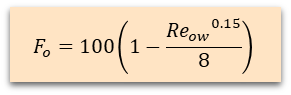 F_o = 100(1 − Re_ow^0.15 / 8)